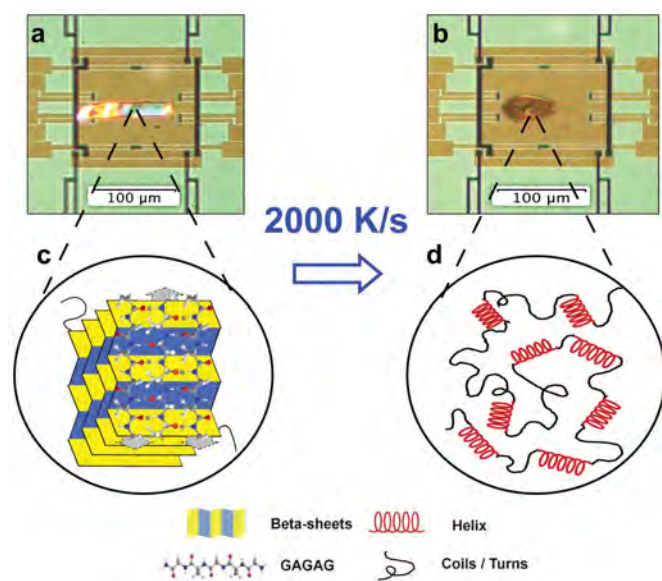 a
b
100 µm
100 µm
2000 K/s
c
d
Beta-sheets
Helix
GAGAG
Coils / Turns